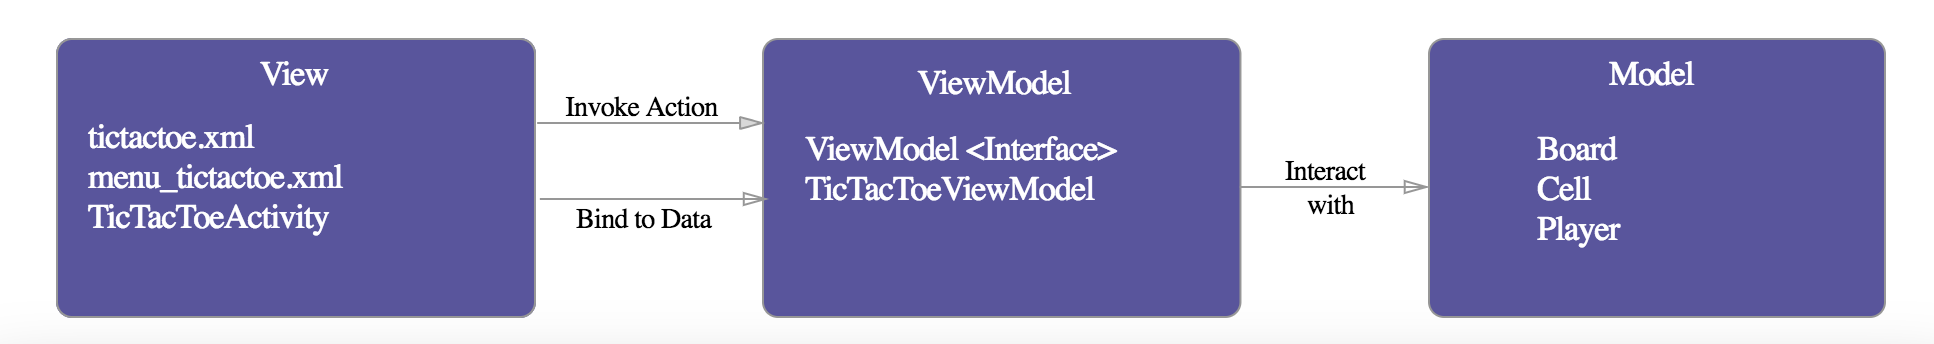 View
tictactoe.xml
menu_tictactoe.xml
TicTacToeActivity
Invoke Action
Bind to Data
ViewModel
ViewModel <Interface>
TicTacToeViewModel
Interact
with
Model
Board
Cell
Player